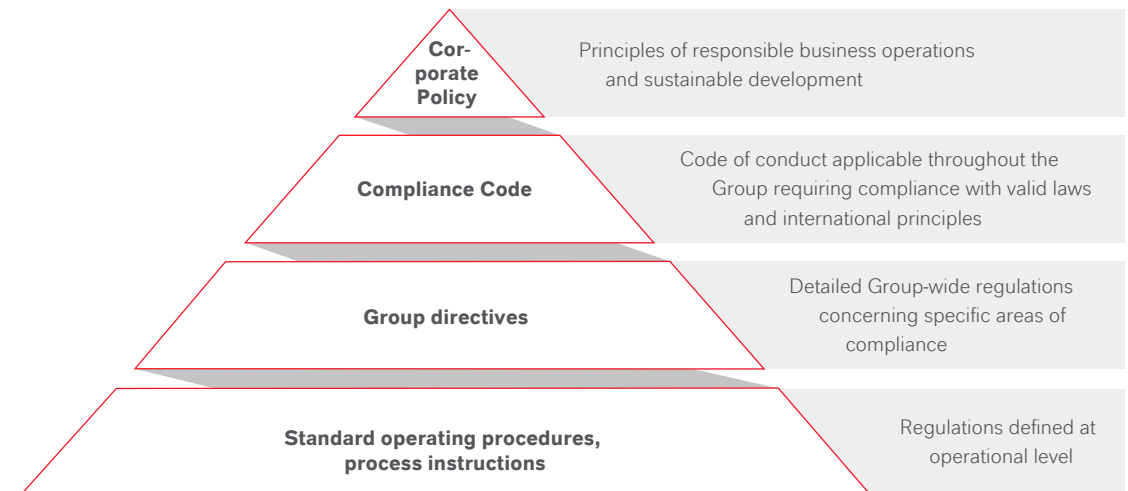 Cor-
porate
Policy
Principles of responsible business operations
and sustainable development
Compliance Code
Code of conduct applicable throughout the
Group requiring compliance with valid laws
and international principles
Group directives
Detailed Group-wide regulations
concerning specific areas of
compliance
Standard operating procedures,
process instructions
Regulations defined at
operational level